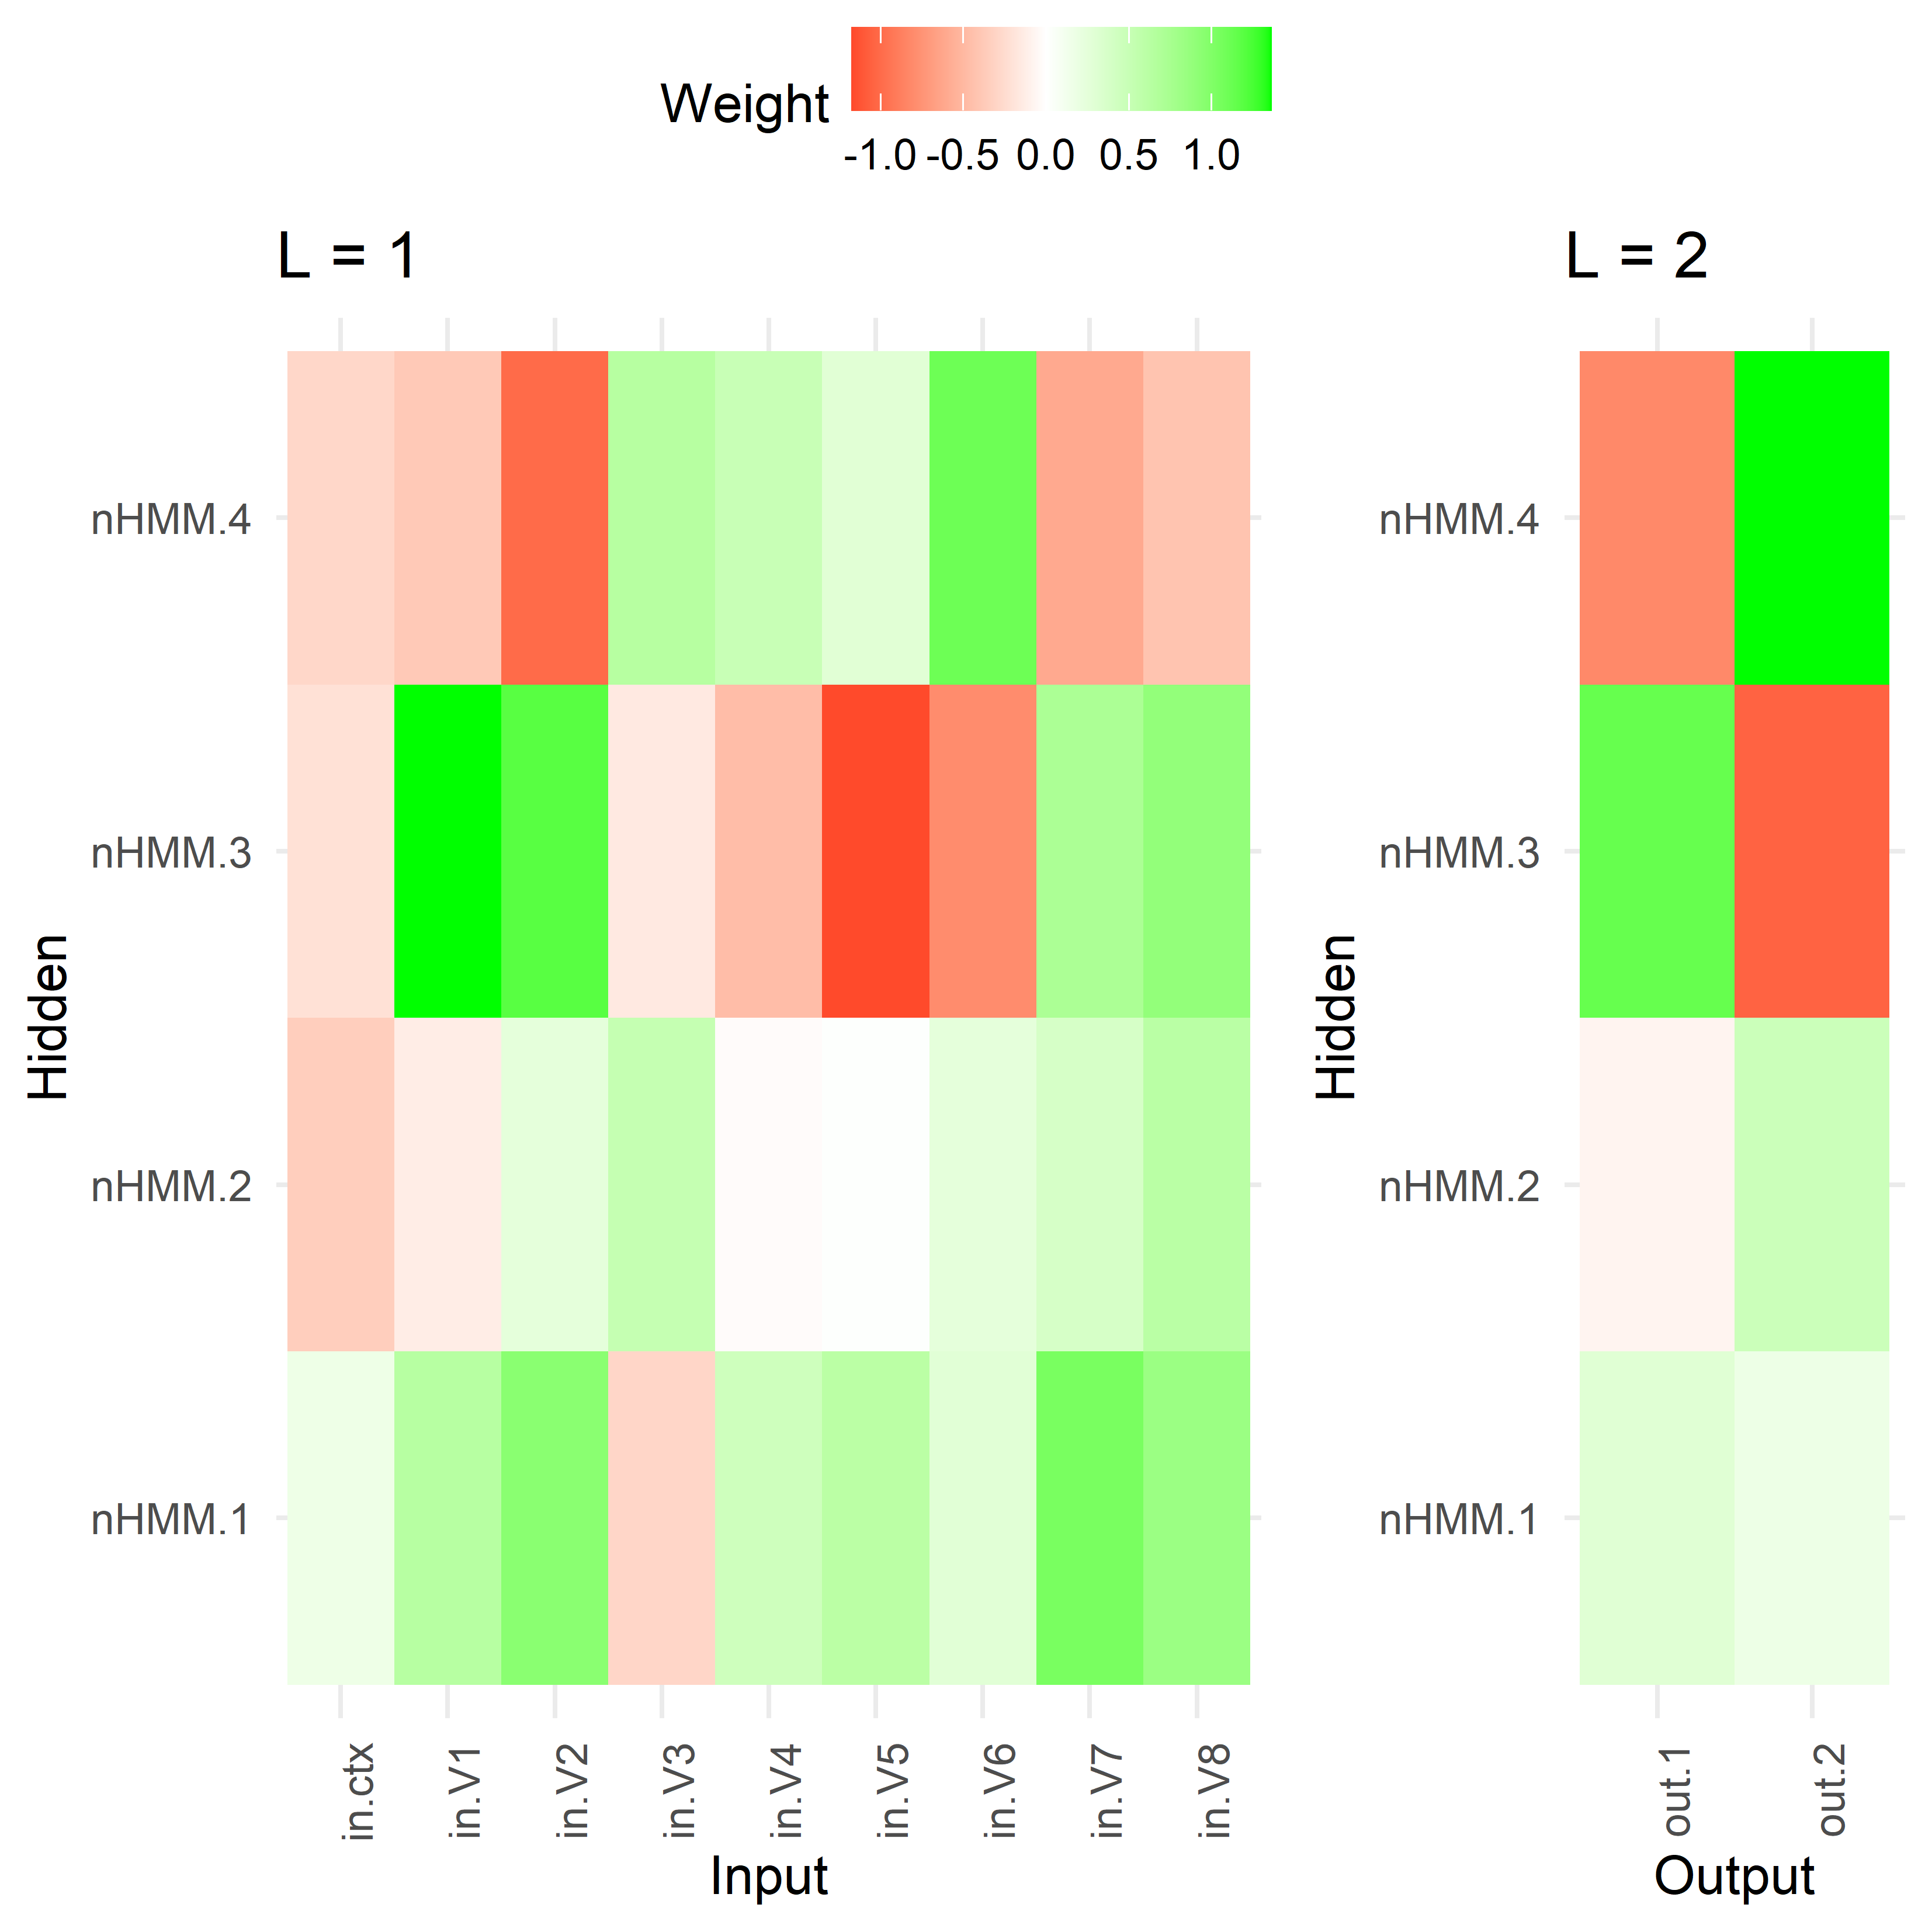 Weight
-1.0 -0.5 0.0 0.5 1.0
L = 1
nHMM.4
nHMM.3
nHMM.2
nHMM.1
Hidden
in.ctx in.V1 in.V2 in.V3 in.V4 in.V5 in.V6 in.V7 in.V8
Input
L = 2
nHMM.4
nHMM.3
nHMM.2
nHMM.1
Hidden
out.1 out.2
Output